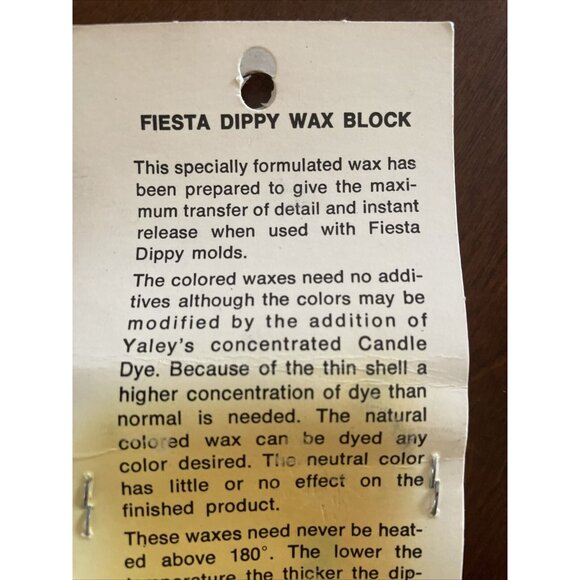 FIESTA DIPPY WAX BLOCK
This specially formulated wax has
been prepared to give the maxi-
mum transfer of detail and instant
release when used with Fiesta
Dippy molds.
The colored waxes need no addi-
tives although the colors may be
modified by the addition of
Yaley's concentrated Candle
Dye. Because of the thin shell a
higher concentration of dye than
normal is needed. The natural
colored wax can be dyed any
color desired. The neutral color
has little or no effect on the
finished product.
These waxes need never be heat-
ed above 180°. The lower the
temperature the thicker the dip-